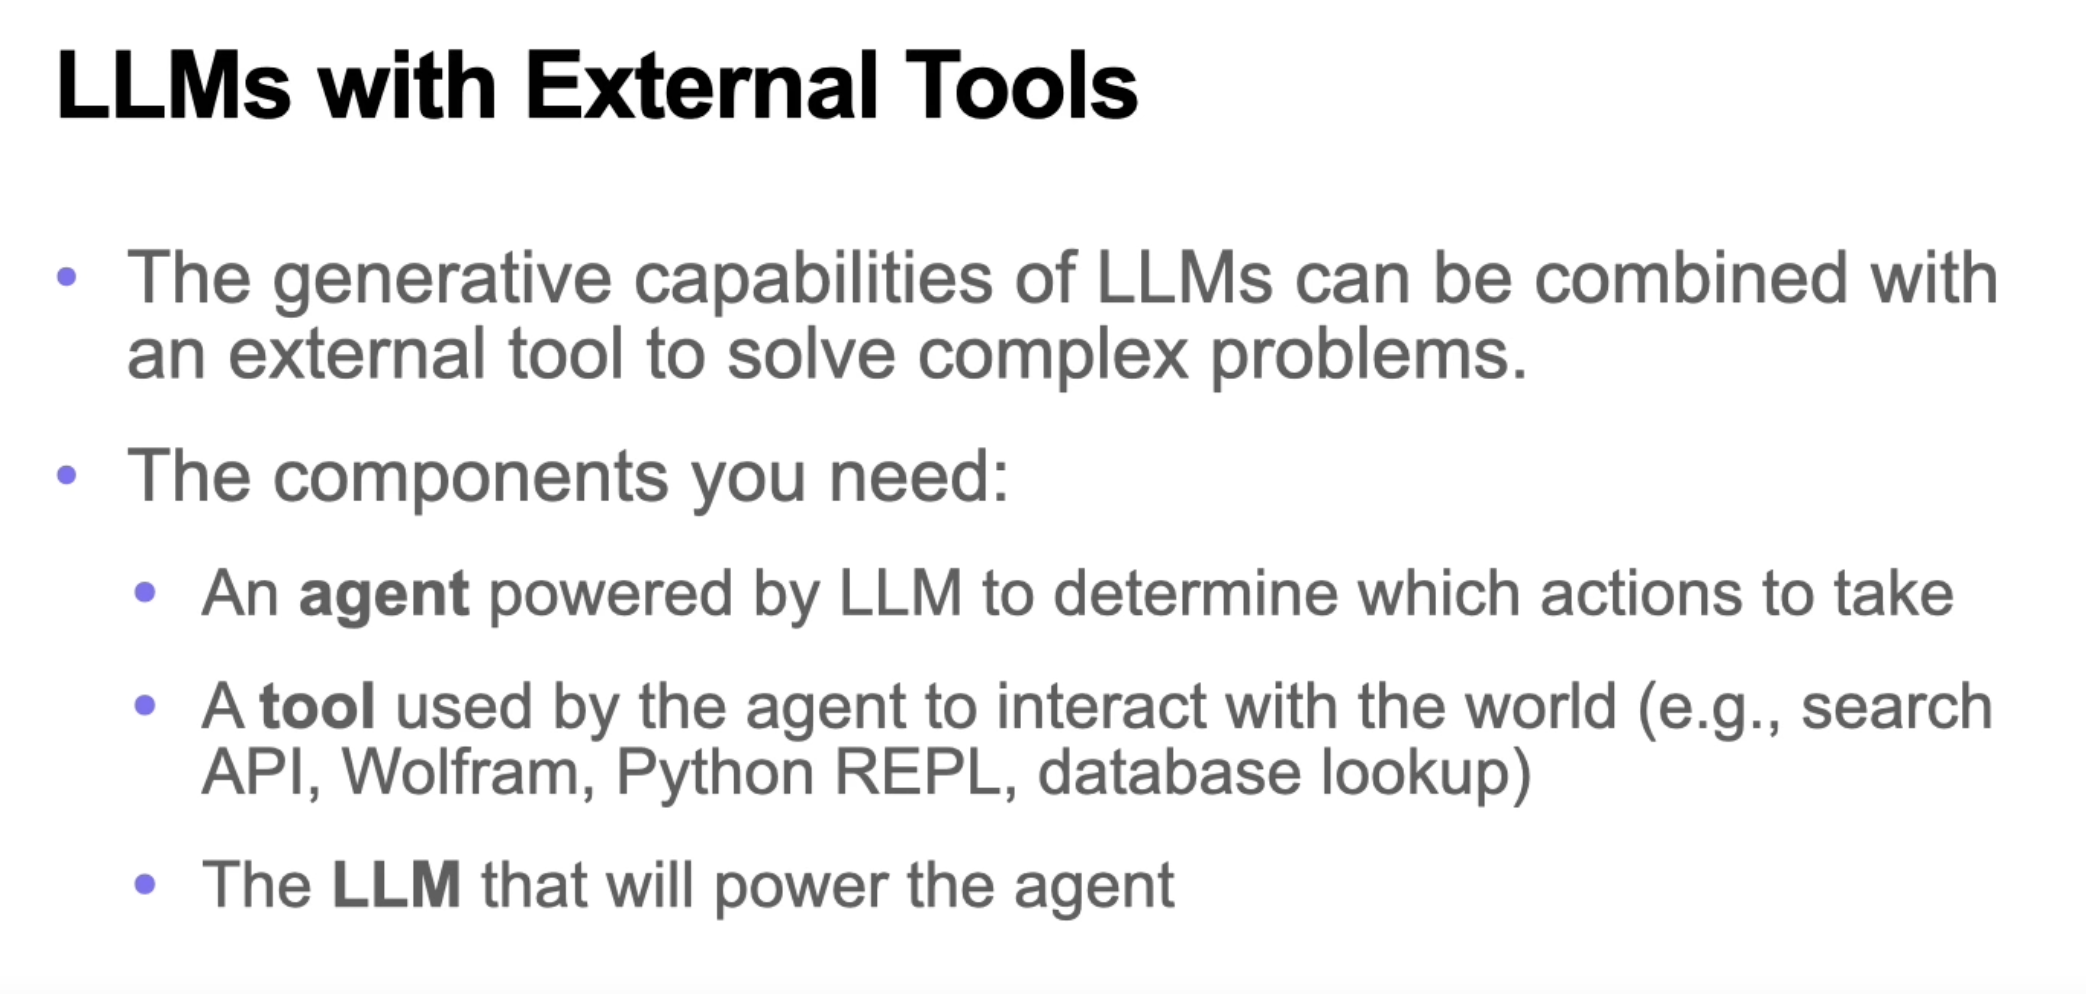 LLMs with External Tools
• The generative capabilities of LLMs can be combined with
an external tool to solve complex problems.
• The components you need:
• An agent powered by LLM to determine which actions to take
• A tool used by the agent to interact with the world (e.g., search
API, Wolfram, Python REPL, database lookup)
• The LLM that will power the agent